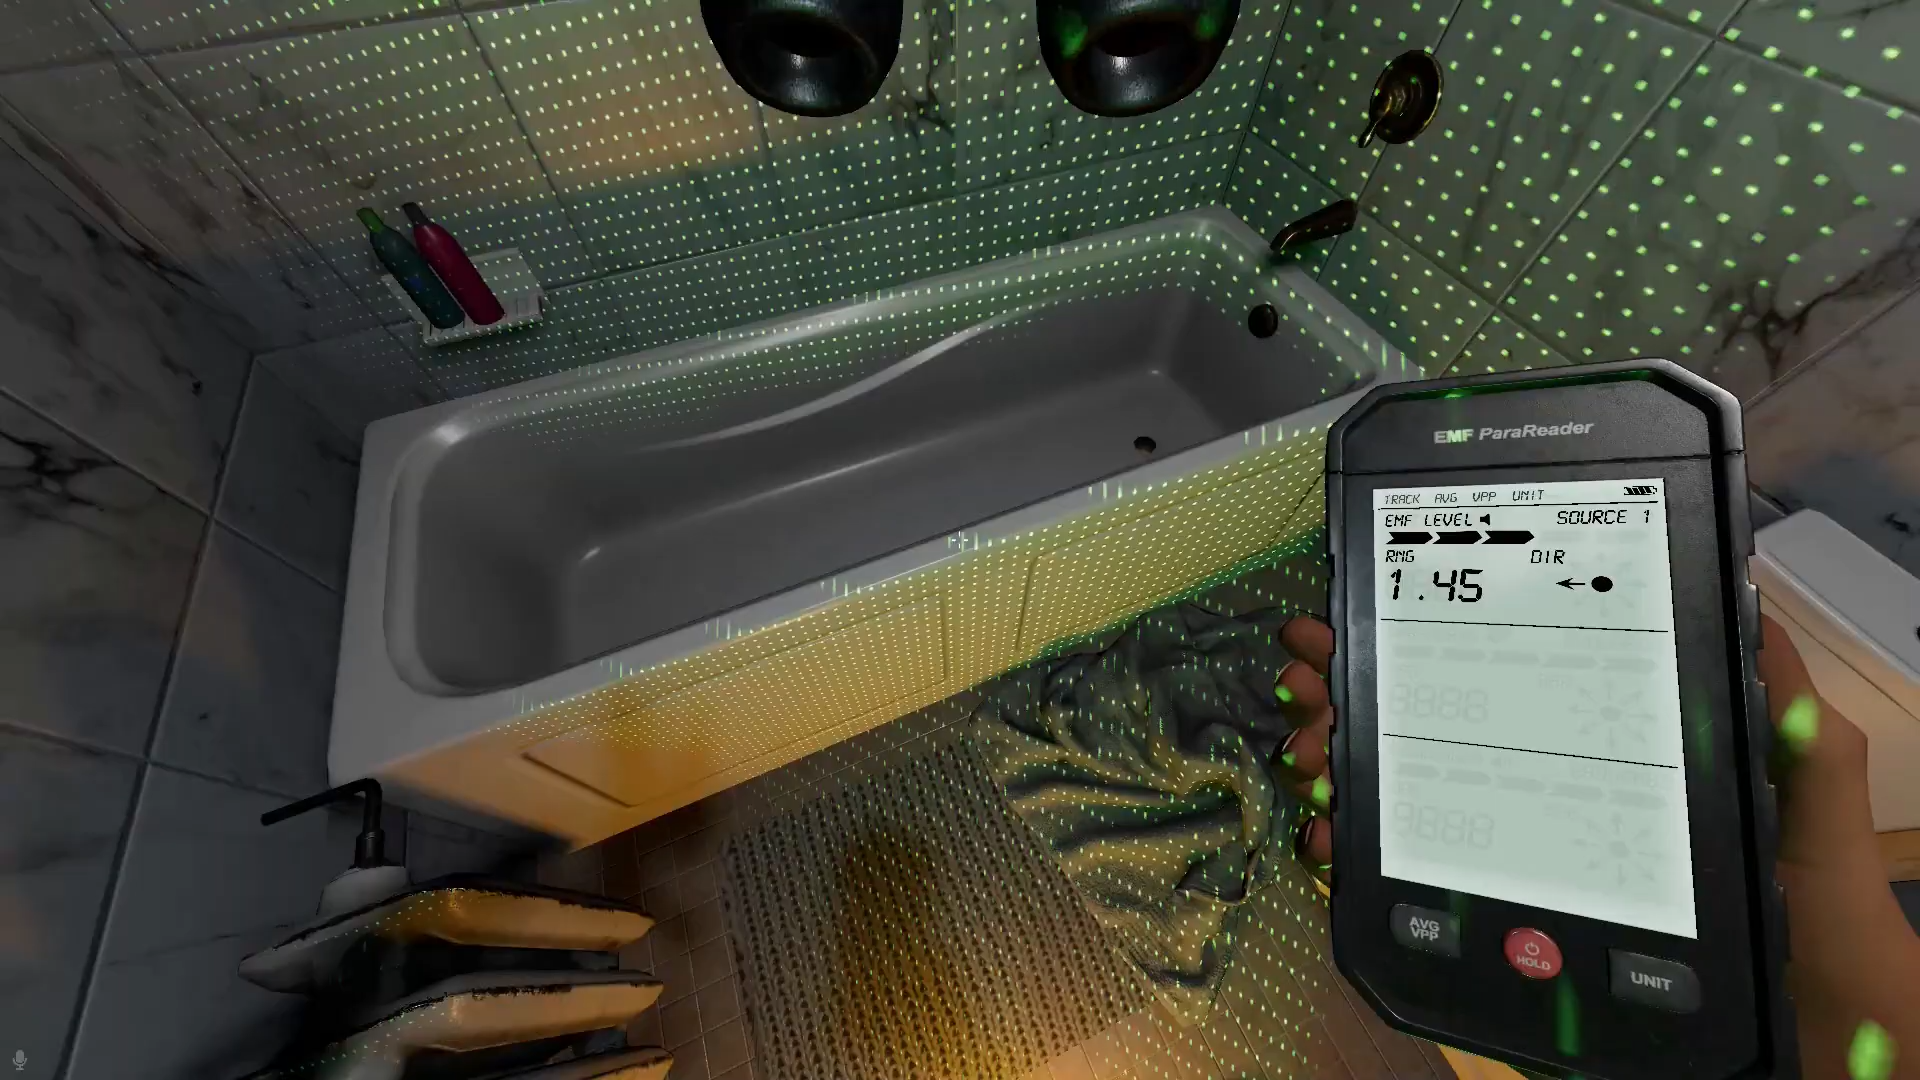 EMF ParaReader
TRACK AVG VPP UNIT
EMF LEVEL SOURCE 1
RNG DIR
1.45
AVG
VPP
HOLD
UNIT